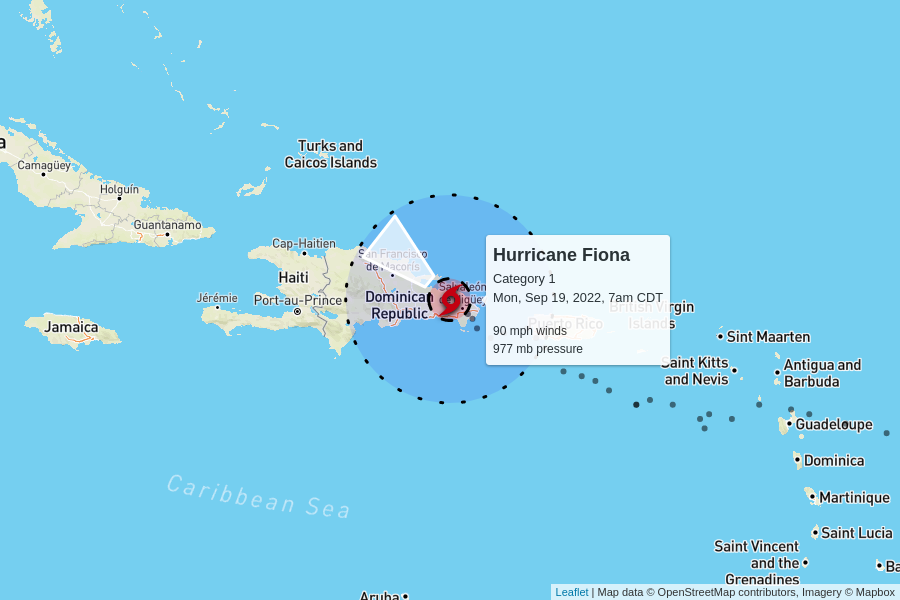 a
Camagüey
Holguín
Guantanamo
Turks and
Caicos Islands
Cap-Haitien
San Francisco
de Macorís
Haiti
Jérémie
Port-au-Prince
Dominican
Republic
Jamaica
Hurricane Fiona
Category 1
Mon, Sep 19, 2022, 7am CDT
90 mph winds
977 mb pressure
British Virgin
Islands
Puerto Rico
Sint Maarten
Saint Kitts
and Nevis
Antigua and
Barbuda
Guadeloupe
Dominica
Martinique
Saint Lucia
Saint Vincent
and the
Grenadines
Ba
Caribbean Sea
Aruba
Leaflet | Map data © OpenStreetMap contributors, Imagery © Mapbox